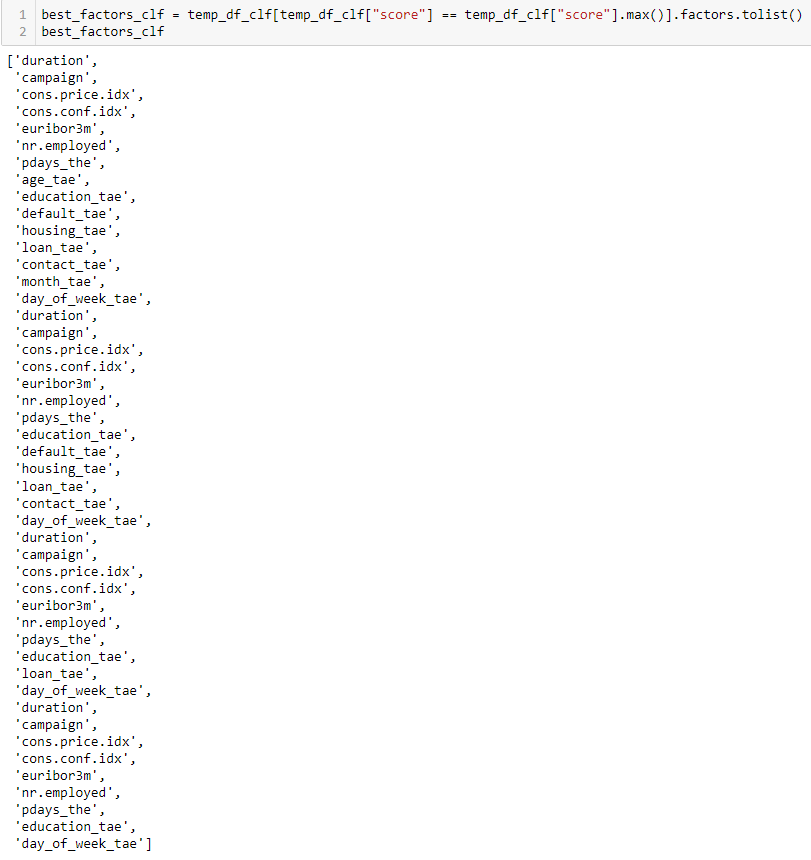 1 best_factors_clf = temp_df_clf[temp_df_clf["score"] == temp_df_clf["score"].max()].factors.tolist()
2 best_factors_clf
['duration',
'campaign',
'cons.price.idx',
'cons.conf.idx',
'euribor3m',
'nr.employed',
'pdays_the',
'age_tae',
'education_tae',
'default_tae',
'housing_tae',
'loan_tae',
'contact_tae',
'month_tae',
'day_of_week_tae',
'duration',
'campaign',
'cons.price.idx',
'cons.conf.idx',
'euribor3m',
'nr.employed',
'pdays_the',
'education_tae',
'default_tae',
'housing_tae',
'loan_tae',
'contact_tae',
'day_of_week_tae',
'duration',
'campaign',
'cons.price.idx',
'cons.conf.idx',
'euribor3m',
'nr.employed',
'pdays_the',
'education_tae',
'loan_tae',
'day_of_week_tae',
'duration',
'campaign',
'cons.price.idx',
'cons.conf.idx',
'euribor3m',
'nr.employed',
'pdays_the',
'education_tae',
'day_of_week_tae']